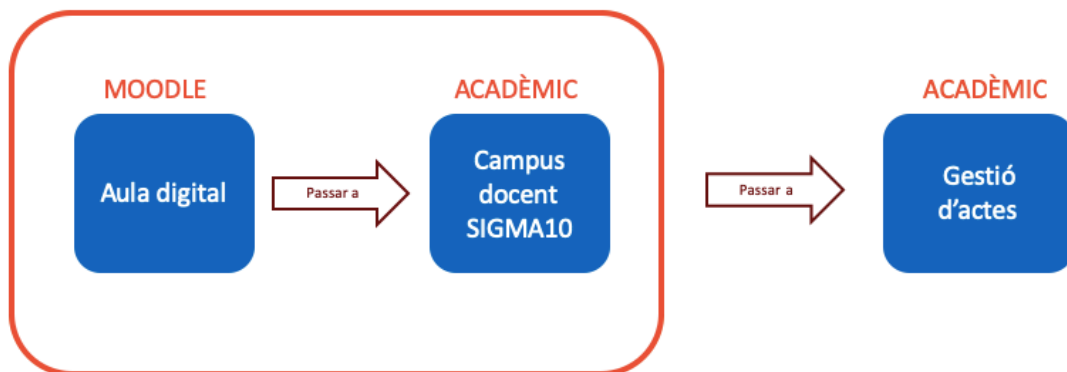 MOODLE
ACADÈMIC
ACADÈMIC
Aula digital
Passar a
Campus
docent
SIGMA10
Passar a
Gestió
d'actes